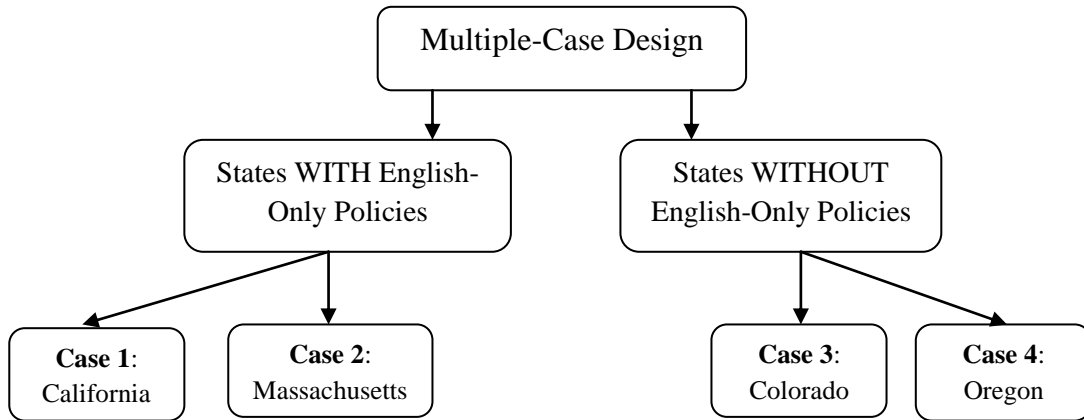 Multiple-Case Design
States WITH English-
Only Policies
States WITHOUT
English-Only Policies
Case 1:
California
Case 2:
Massachusetts
Case 3:
Colorado
Case 4:
Oregon